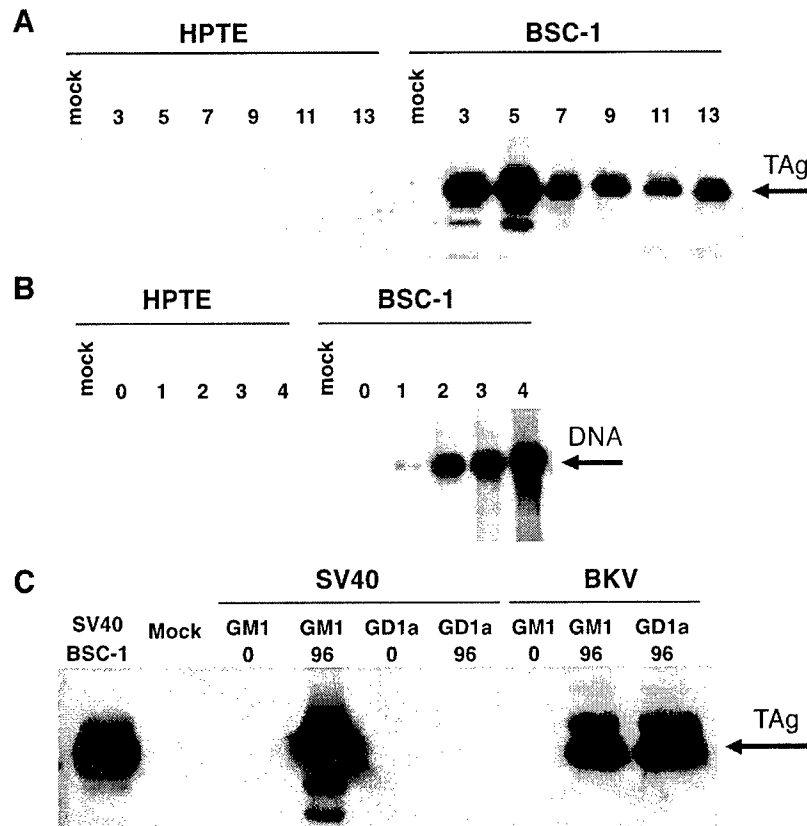 A
HPTE BSC-1
mock 3 5 7 9 11 13 mock 3 5 7 9 11 13
TAg
B
HPTE BSC-1
mock 0 1 2 3 4 mock 0 1 2 3 4
DNA
C
SV40 BKV
SV40 Mock GM1 GM1 GD1a GD1a GM1 GM1 GD1a
BSC-1 0 96 0 96 0 96 96
TAg